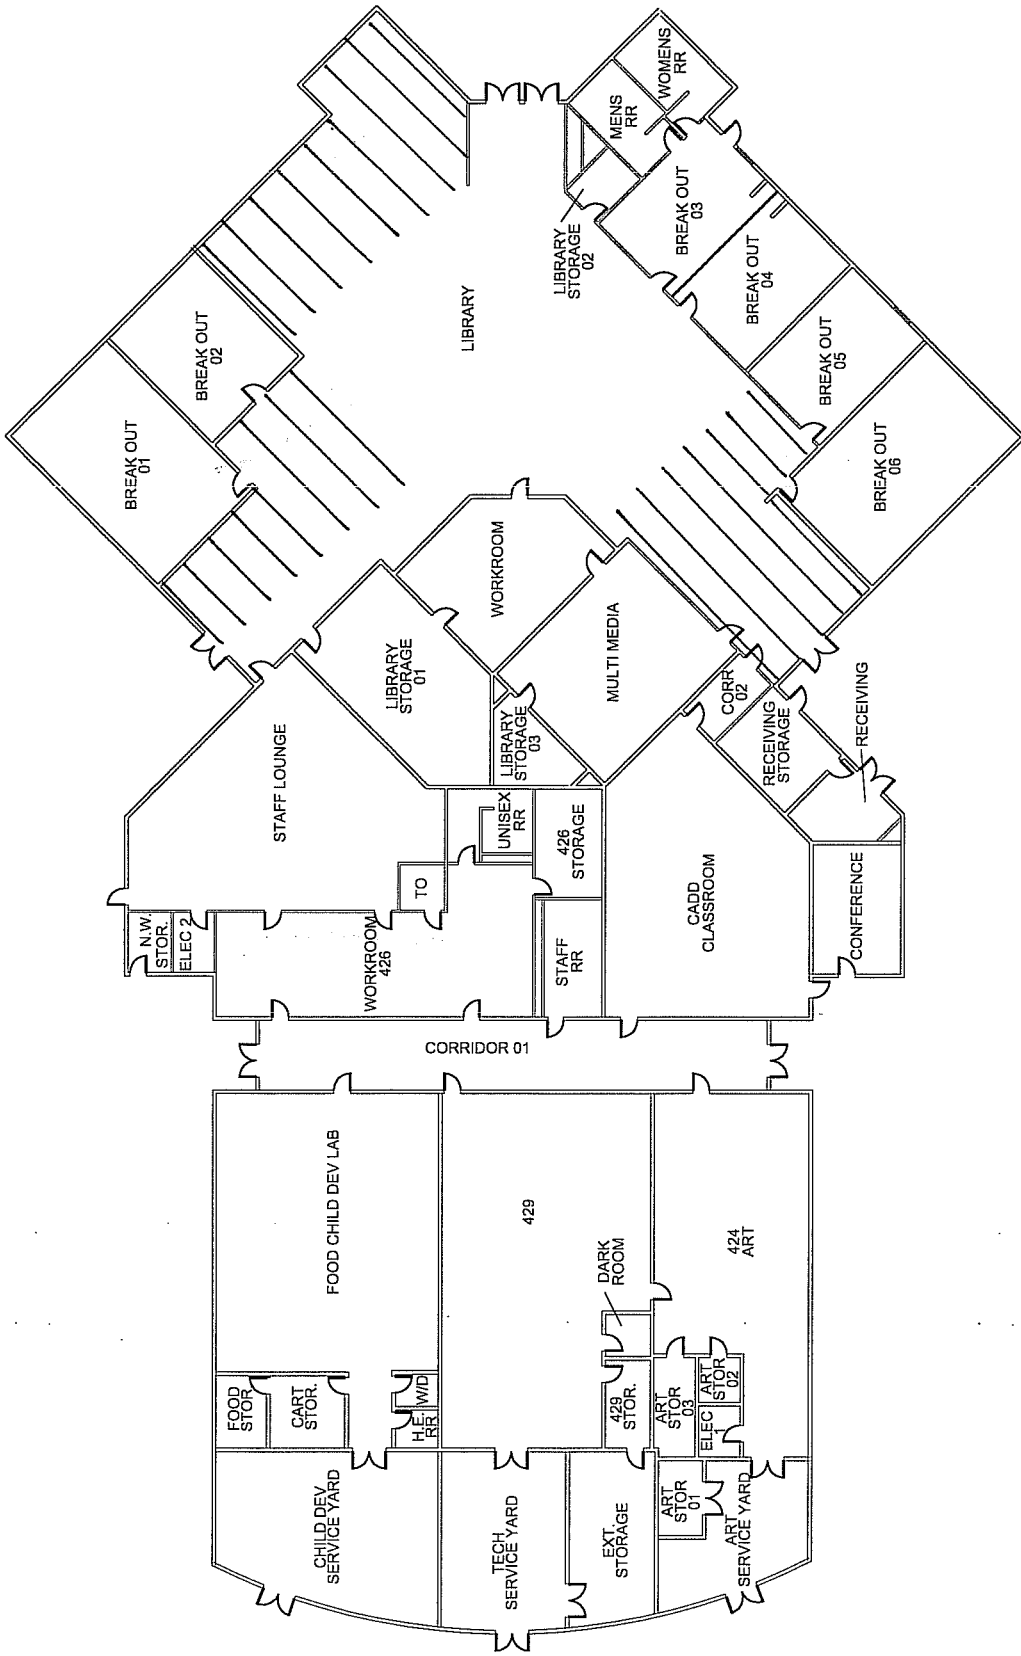 WOMENS
RR
MENS
RR
BREAK OUT
03
LIBRARY
STORAGE
02
BREAK OUT
04
LIBRARY
BREAK OUT
02
BREAK OUT
05
BREAK OUT
01
BREAK OUT
06
WORKROOM
MULTI MEDIA
LIBRARY
STORAGE
01
LIBRARY
STORAGE
03
CORR
02
RECEIVING
STORAGE
RECEIVING
STAFF LOUNGE
UNISEX
RR
426
STORAGE
TO
CADD
CLASSROOM
CONFERENCE
N.W.
STOR.
ELEC 2
WORKROOM
426
STAFF
RR
CORRIDOR 01
FOOD CHILD DEV LAB
429
424
ART
DARK
ROOM
FOOD
STOR.
CART
STOR.
W/D
H.E.
RR
429
STOR.
ART
STOR
03
ART
STOR
02
ELEC
1
CHILD DEV
SERVICE YARD
TECH
SERVICE YARD
EXT.
STORAGE
ART
STOR
01
ART
SERVICE YARD